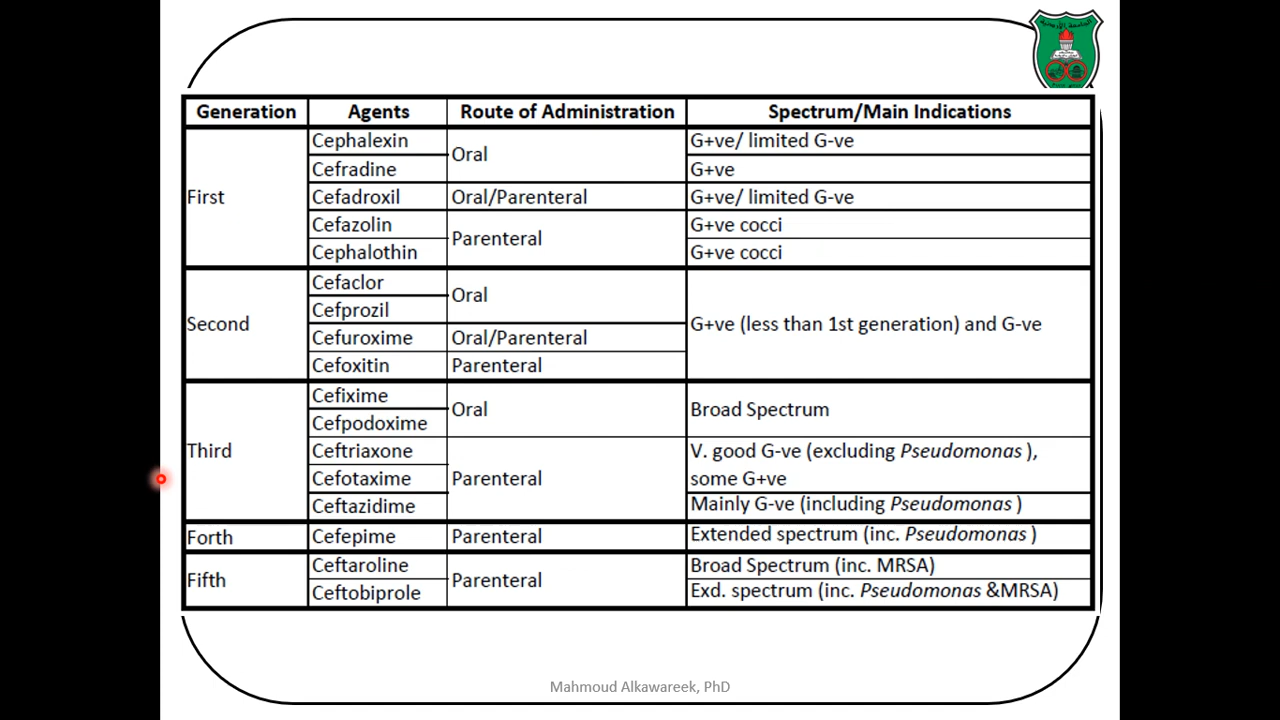 الجامعة الأردنية
Generation Agents Route of Administration Spectrum/Main Indications
First
Cephalexin
Oral
G+ve/ limited G-ve
Cefradine
G+ve
Cefadroxil
Oral/Parenteral
G+ve/ limited G-ve
Cefazolin
Parenteral
G+ve cocci
Cephalothin
G+ve cocci
Second
Cefaclor
Oral
G+ve (less than 1st generation) and G-ve
Cefprozil
Cefuroxime
Oral/Parenteral
Cefoxitin
Parenteral
Third
Cefixime
Oral
Broad Spectrum
Cefpodoxime
Ceftriaxone
Parenteral
V. good G-ve (excluding Pseudomonas ),
some G+ve
Cefotaxime
Ceftazidime
Mainly G-ve (including Pseudomonas )
Forth
Cefepime
Parenteral
Extended spectrum (inc. Pseudomonas )
Fifth
Ceftaroline
Parenteral
Broad Spectrum (inc. MRSA)
Ceftobiprole
Exd. spectrum (inc. Pseudomonas &MRSA)
Mahmoud Alkawareek, PhD